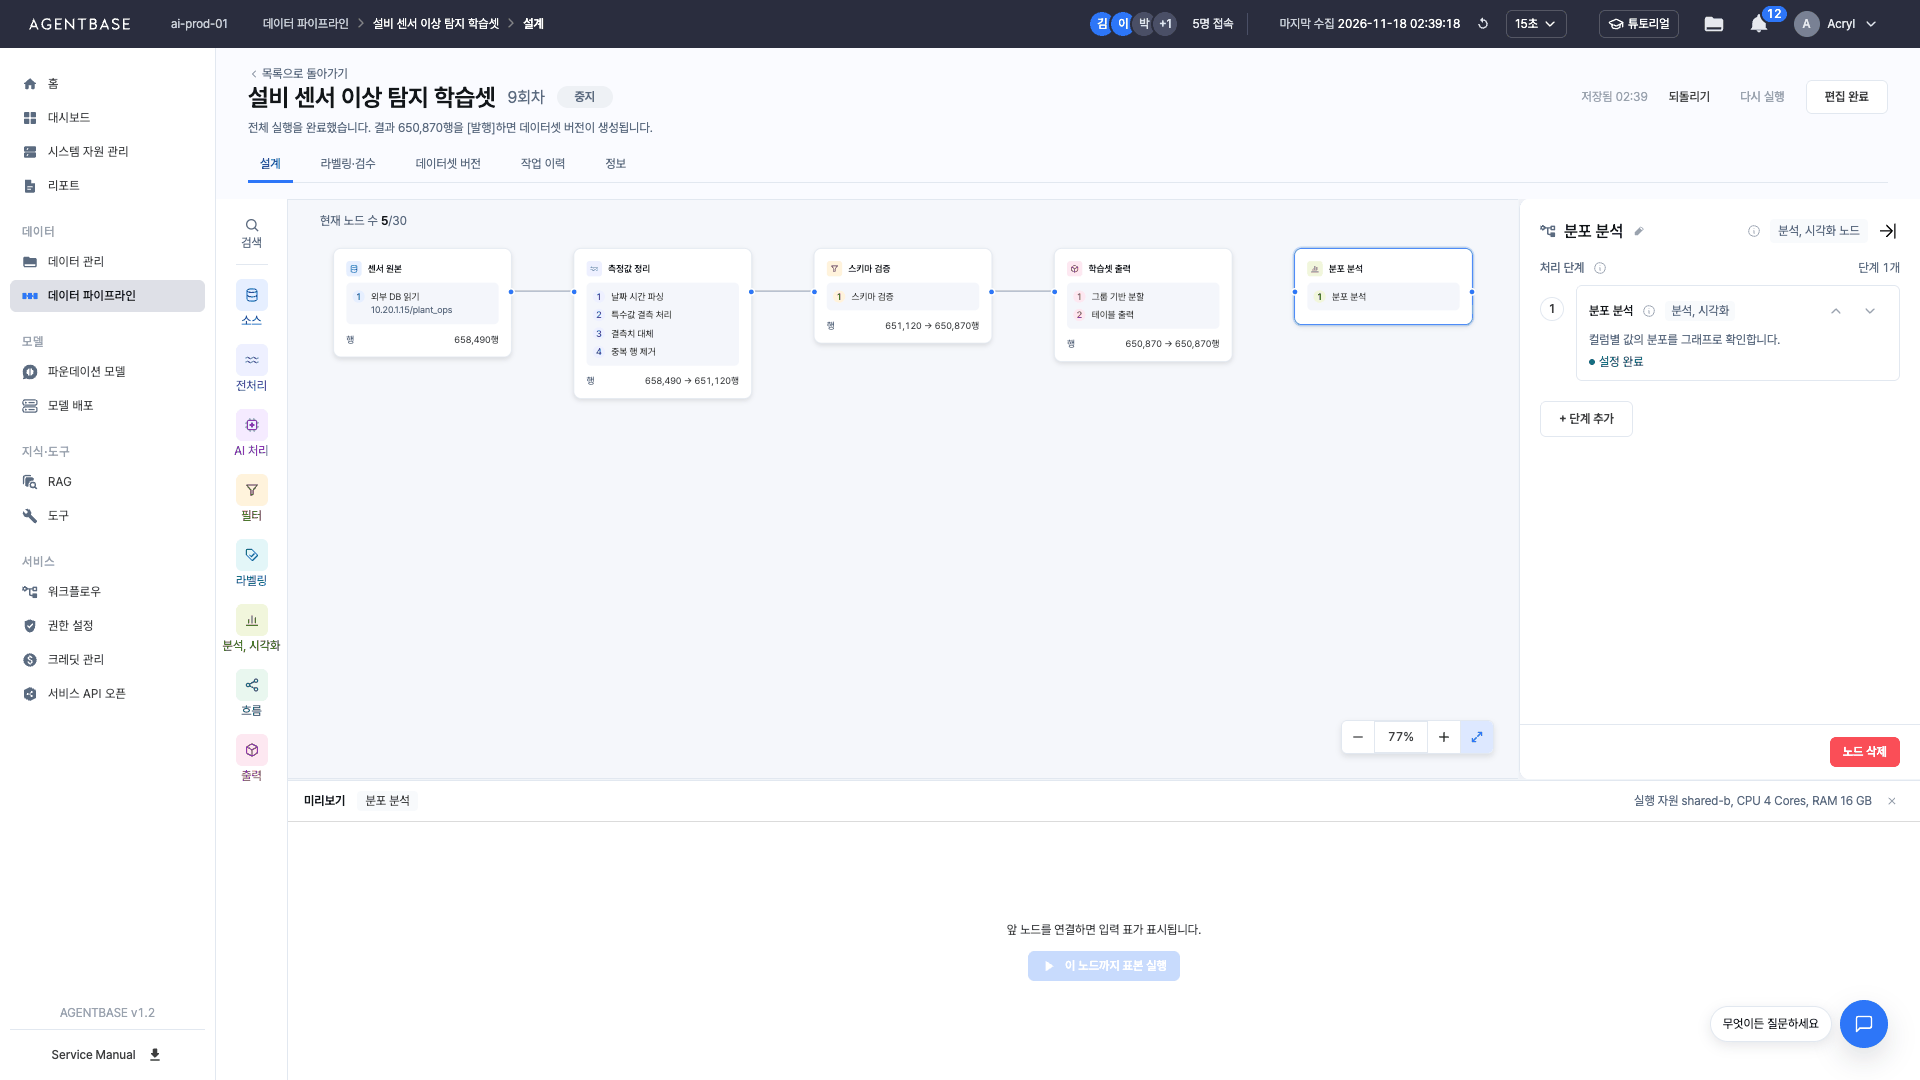 AGENTBASE
ai-prod-01
데이터 파이프라인 > 설비 센서 이상 탐지 학습셋 > 설계
김 이 박 +1 5명 접속
마지막 수집 2026-11-18 02:39:18
15초
튜토리얼
12
A Acryl
홈
대시보드
시스템 자원 관리
리포트
데이터
데이터 관리
데이터 파이프라인
모델
파운데이션 모델
모델 배포
지식·도구
RAG
도구
서비스
워크플로우
권한 설정
크레딧 관리
서비스 API 오픈
AGENTBASE v1.2
Service Manual
목록으로 돌아가기
설비 센서 이상 탐지 학습셋 9회차 중지
저장됨 02:39 되돌리기 다시 실행 편집 완료
전체 실행을 완료했습니다. 결과 650,870행을 [발행]하면 데이터셋 버전이 생성됩니다.
설계 라벨링·검수 데이터셋 버전 작업 이력 정보
검색
소스
전처리
AI 처리
필터
라벨링
분석, 시각화
흐름
출력
현재 노드 수 5/30
센서 원본
1 외부 DB 읽기
10.20.1.15/plant_ops
행 658,490행
측정값 정리
1 날짜 시간 파싱
2 특수값 결측 처리
3 결측치 대체
4 중복 행 제거
행 658,490 → 651,120행
스키마 검증
1 스키마 검증
행 651,120 → 650,870행
학습셋 출력
1 그룹 기반 분할
2 테이블 출력
행 650,870 → 650,870행
분포 분석
1 분포 분석
77%
분포 분석
분석, 시각화 노드
처리 단계
단계 1개
1
분포 분석 분석, 시각화
컬럼별 값의 분포를 그래프로 확인합니다.
설정 완료
+ 단계 추가
노드 삭제
미리보기 분포 분석
실행 자원 shared-b, CPU 4 Cores, RAM 16 GB
앞 노드를 연결하면 입력 표가 표시됩니다.
이 노드까지 표본 실행
무엇이든 질문하세요